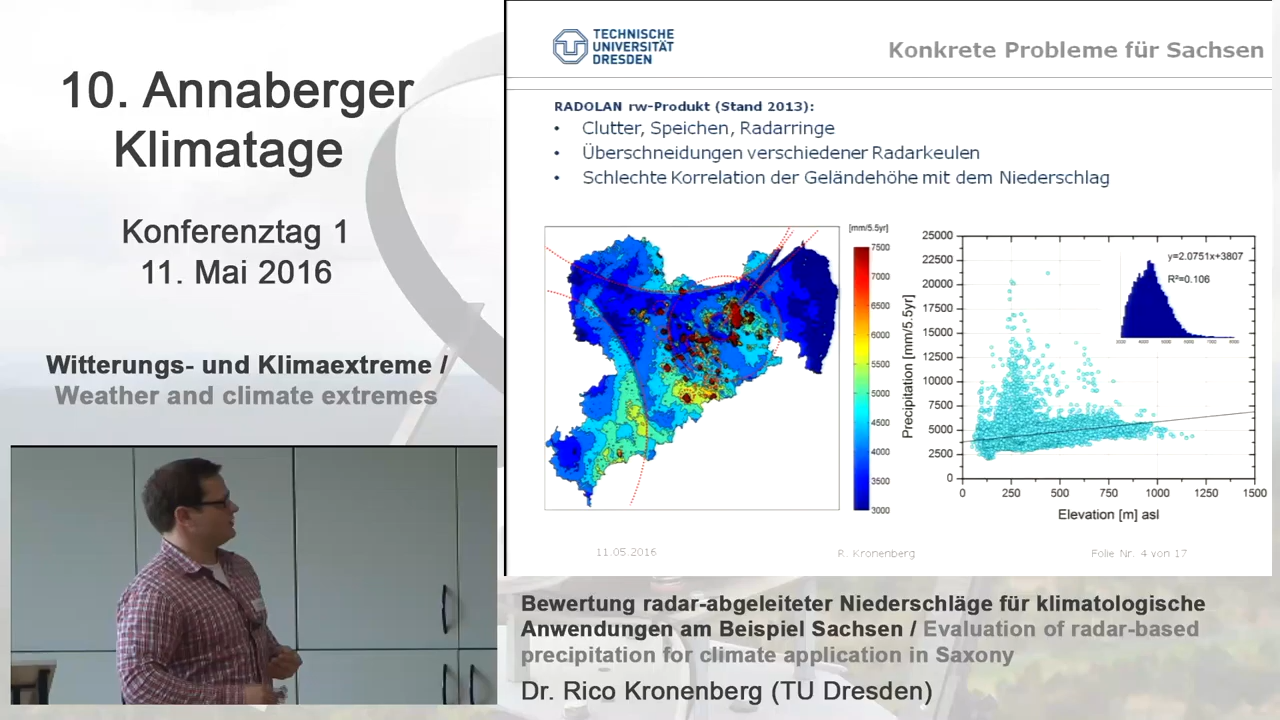 10. Annaberger
Klimatage
Konferenztag 1
11. Mai 2016
Witterungs- und Klimaextreme /
Weather and climate extremes
TECHNISCHE
UNIVERSITÄT
DRESDEN
Konkrete Probleme für Sachsen
RADOLAN rw-Produkt (Stand 2013):
• Clutter, Speichen, Radarringe
• Überschneidungen verschiedener Radarkeulen
• Schlechte Korrelation der Geländehöhe mit dem Niederschlag
[mm/5.5yr]
7500
7000
6500
6000
5500
5000
4500
4000
3500
3000
Precipitation [mm/5.5yr]
25000
22500
20000
17500
15000
12500
10000
7500
5000
2500
0
y=2.0751x+3807
R²=0.106
0 250 500 750 1000 1250 1500
Elevation [m] asl
11.05.2016
R. Kronenberg
Folie Nr. 4 von 17
Bewertung radar-abgeleiteter Niederschläge für klimatologische
Anwendungen am Beispiel Sachsen / Evaluation of radar-based
precipitation for climate application in Saxony
Dr. Rico Kronenberg (TU Dresden)